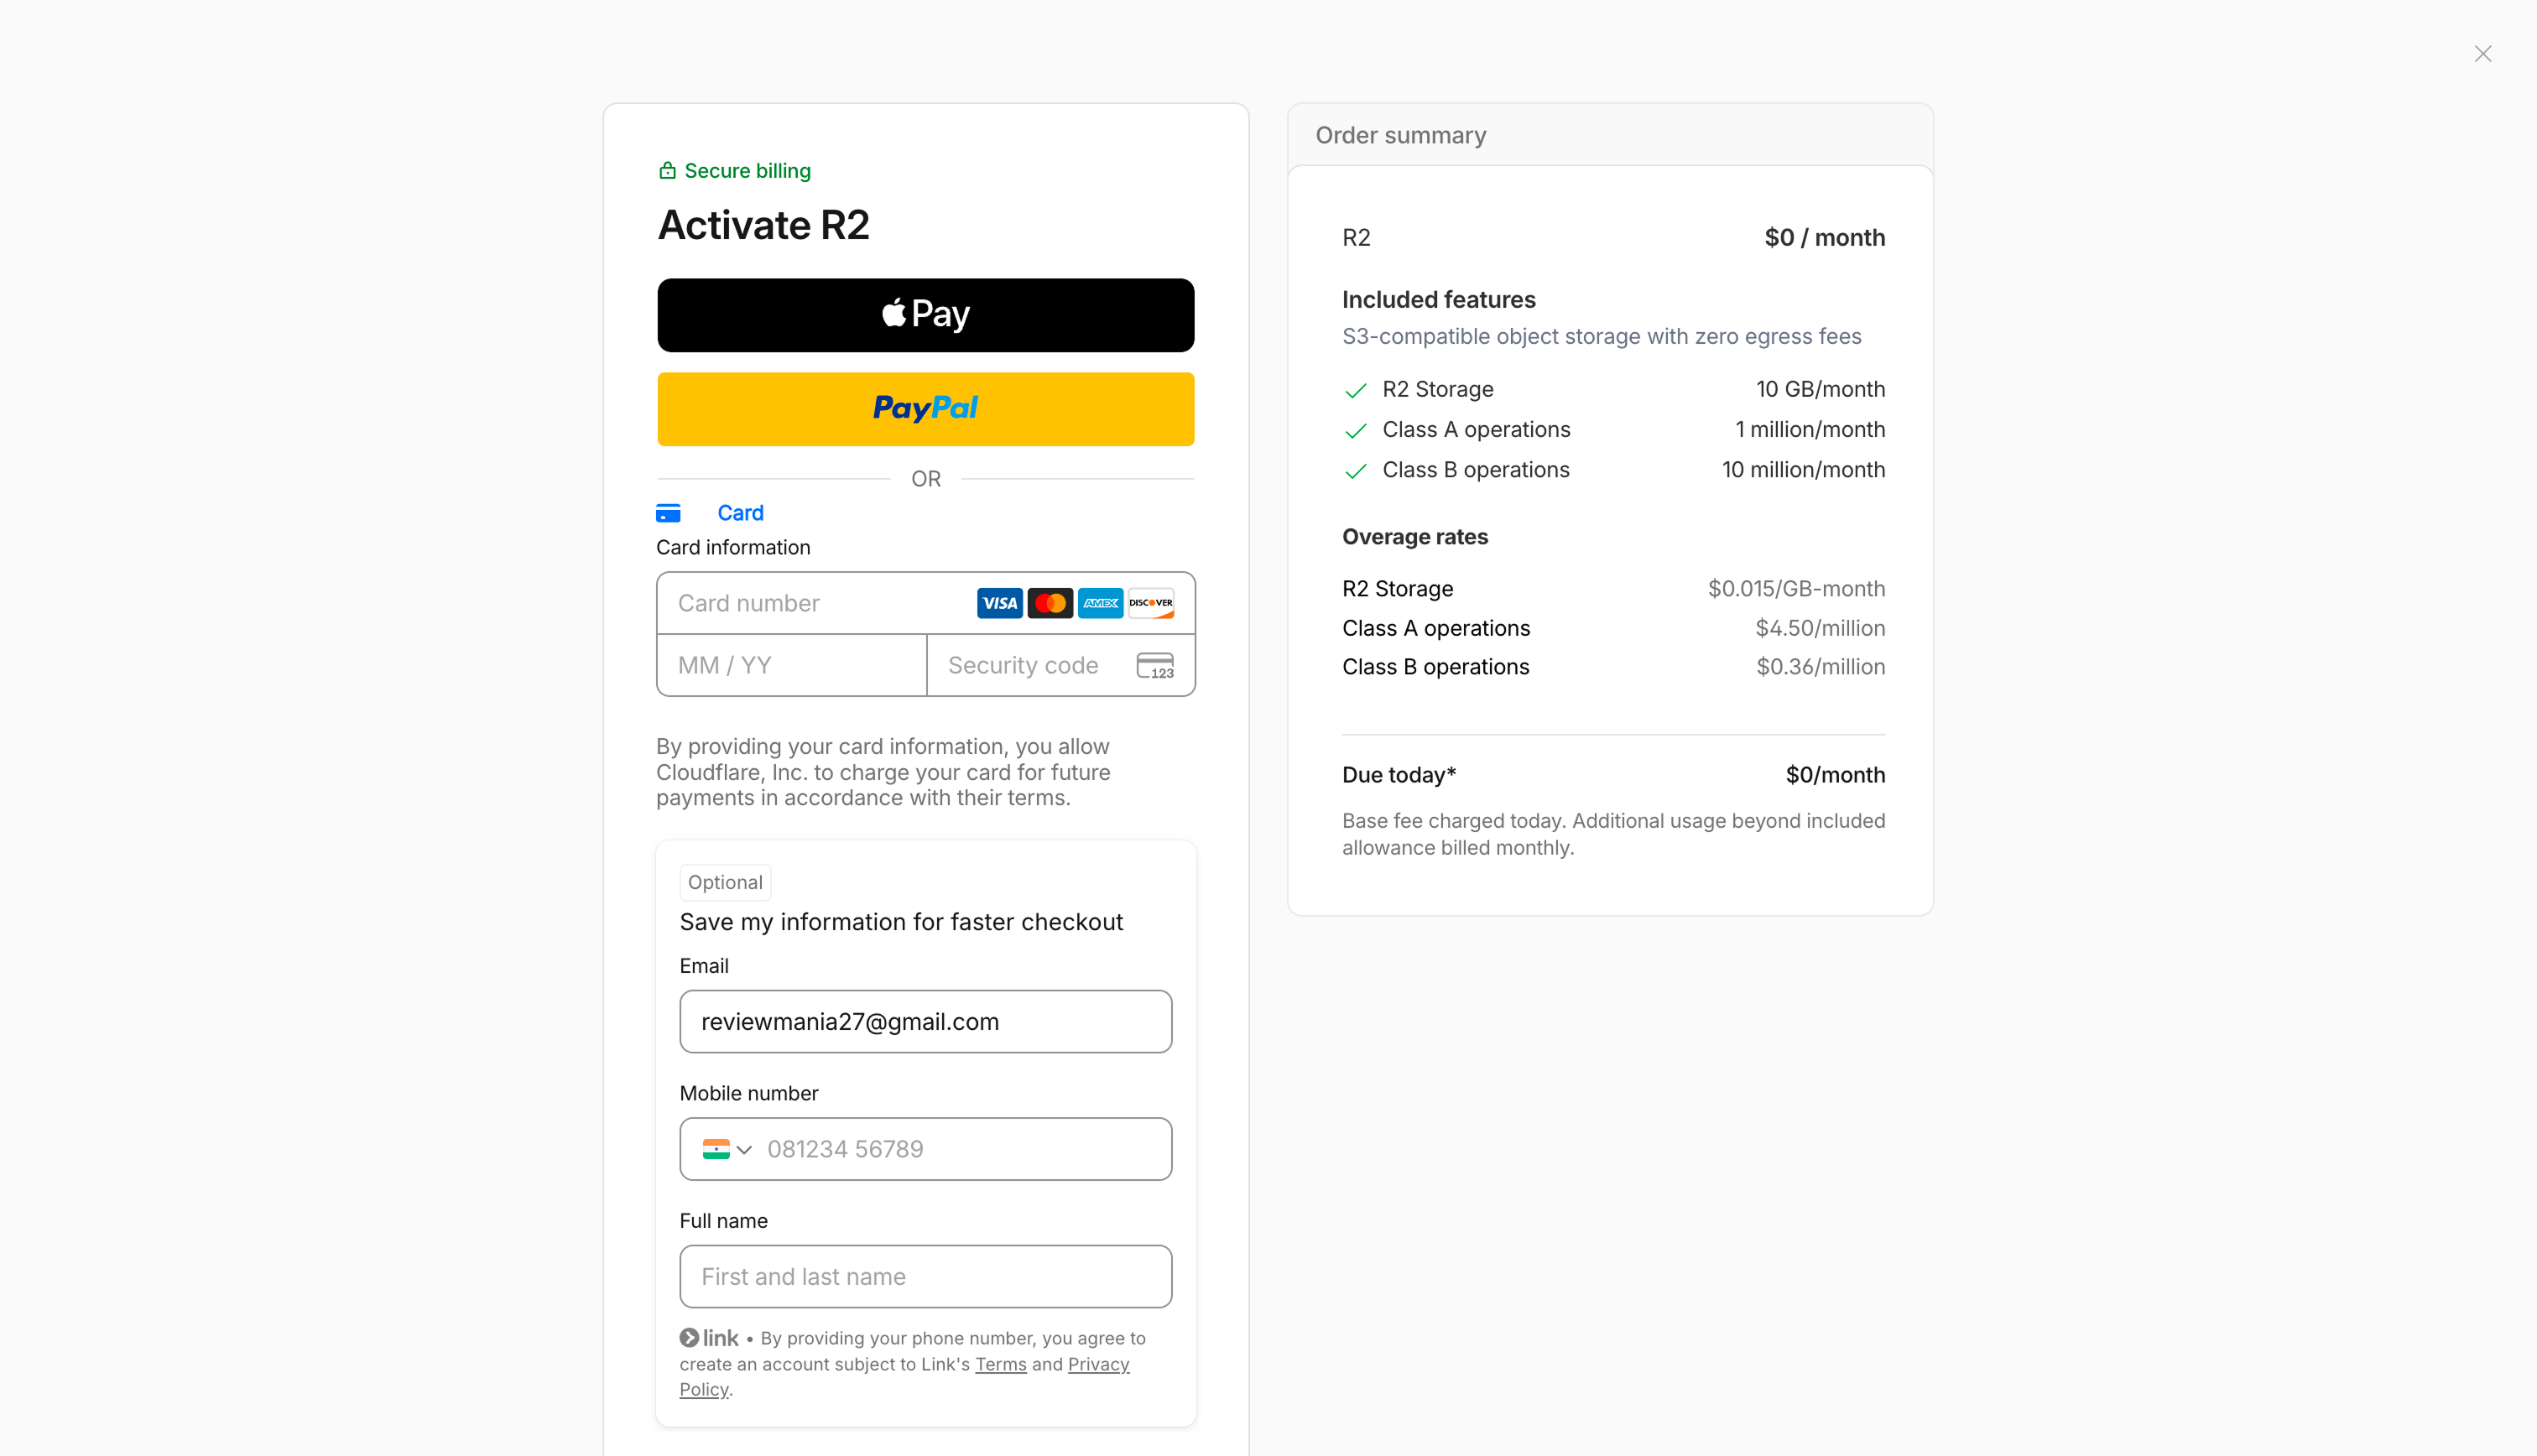 Secure billing
Activate R2
Pay
PayPal
OR
Card
Card information
Card number
VISA
AMEX
DISCOVER
MM / YY
Security code
123
By providing your card information, you allow
Cloudflare, Inc. to charge your card for future
payments in accordance with their terms.
Optional
Save my information for faster checkout
Email
reviewmania27@gmail.com
Mobile number
081234 56789
Full name
First and last name
link • By providing your phone number, you agree to
create an account subject to Link's Terms and Privacy
Policy.
Order summary
R2 $0 / month
Included features
S3-compatible object storage with zero egress fees
R2 Storage 10 GB/month
Class A operations 1 million/month
Class B operations 10 million/month
Overage rates
R2 Storage $0.015/GB-month
Class A operations $4.50/million
Class B operations $0.36/million
Due today* $0/month
Base fee charged today. Additional usage beyond included
allowance billed monthly.